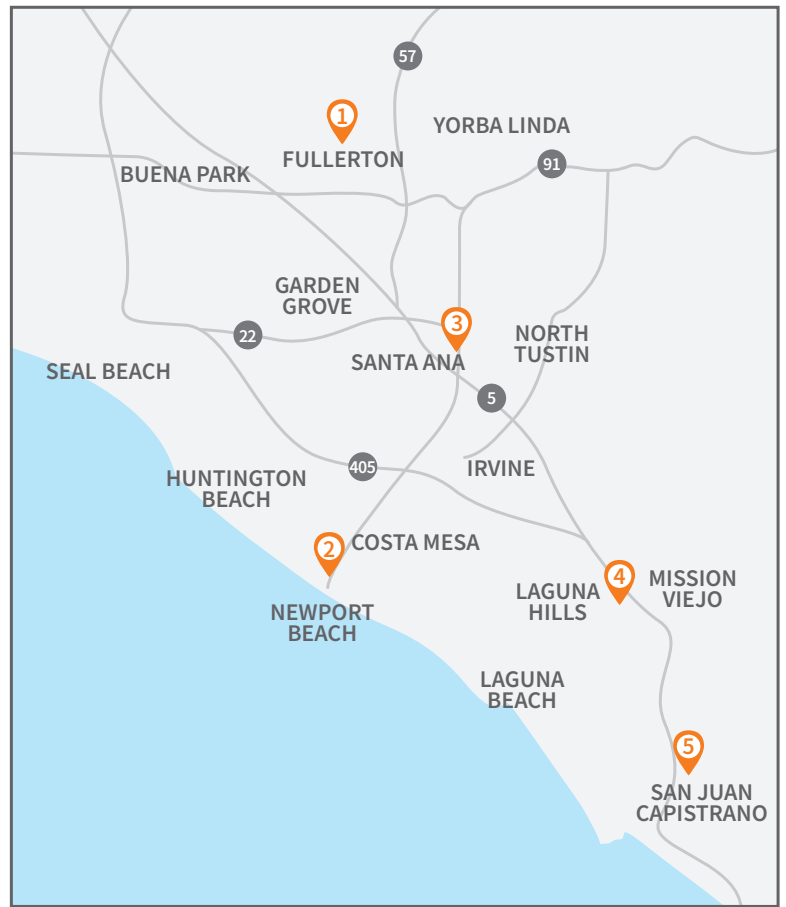 57
1
YORBA LINDA
FULLERTON
91
BUENA PARK
GARDEN
GROVE
3
22
NORTH
TUSTIN
SANTA ANA
SEAL BEACH
5
405
IRVINE
HUNTINGTON
BEACH
2
COSTA MESA
4
MISSION
VIEJO
LAGUNA
HILLS
NEWPORT
BEACH
LAGUNA
BEACH
5
SAN JUAN
CAPISTRANO